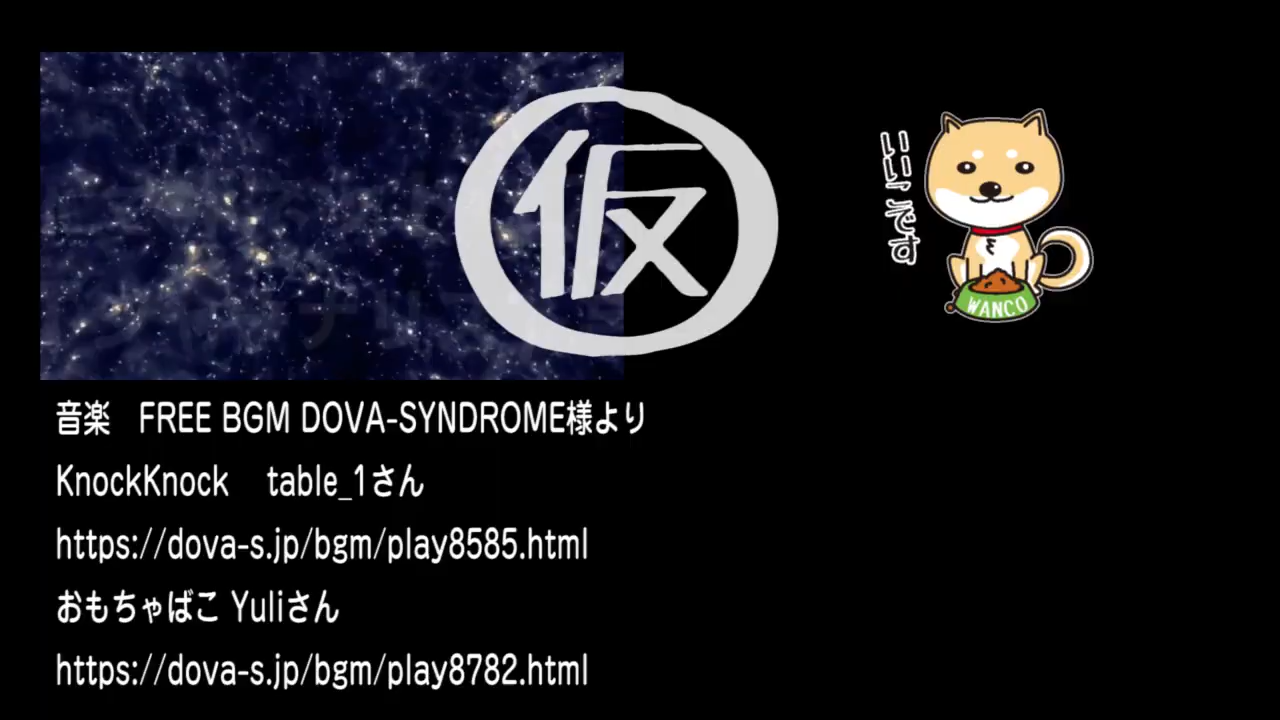 仮
いいこです
WANCO
音楽　FREE BGM DOVA-SYNDROME様より
KnockKnock　table_1さん
https://dova-s.jp/bgm/play8585.html
おもちゃばこ Yuliさん
https://dova-s.jp/bgm/play8782.html